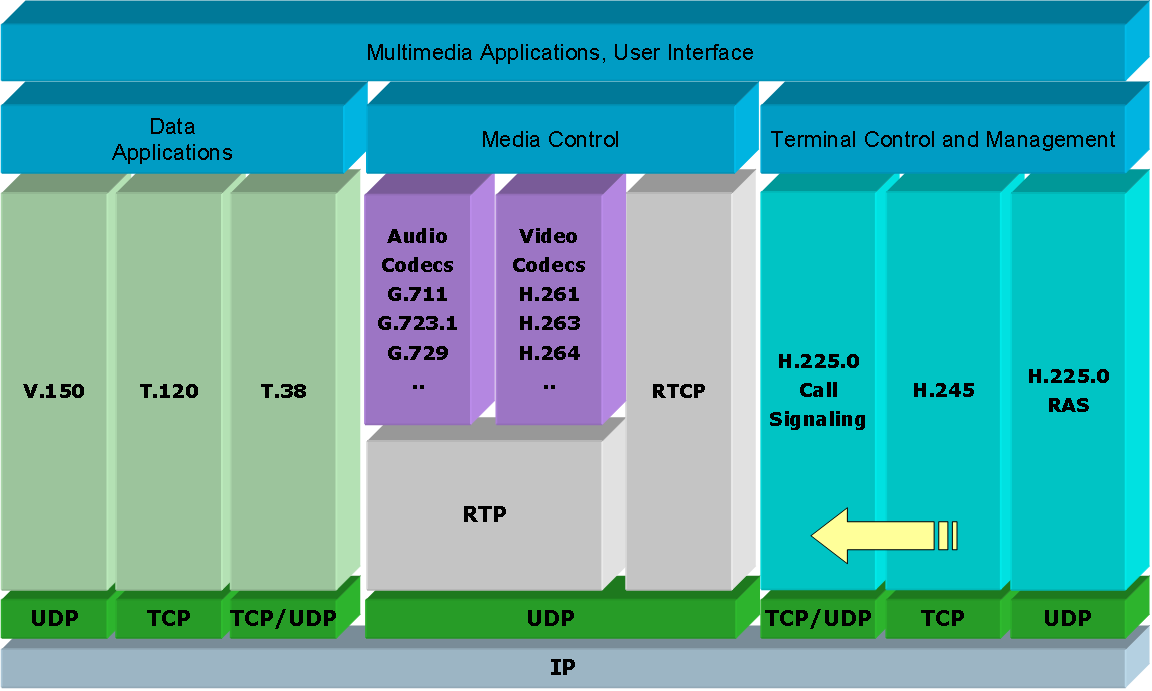 Multimedia Applications, User Interface
Data
Applications
Media Control
Terminal Control and Management
V.150
T.120
T.38
Audio
Codecs
G.711
G.723.1
G.729
..
Video
Codecs
H.261
H.263
H.264
..
RTP
RTCP
H.225.0
Call
Signaling
H.245
H.225.0
RAS
UDP
TCP
TCP/UDP
UDP
TCP/UDP
TCP
UDP
IP